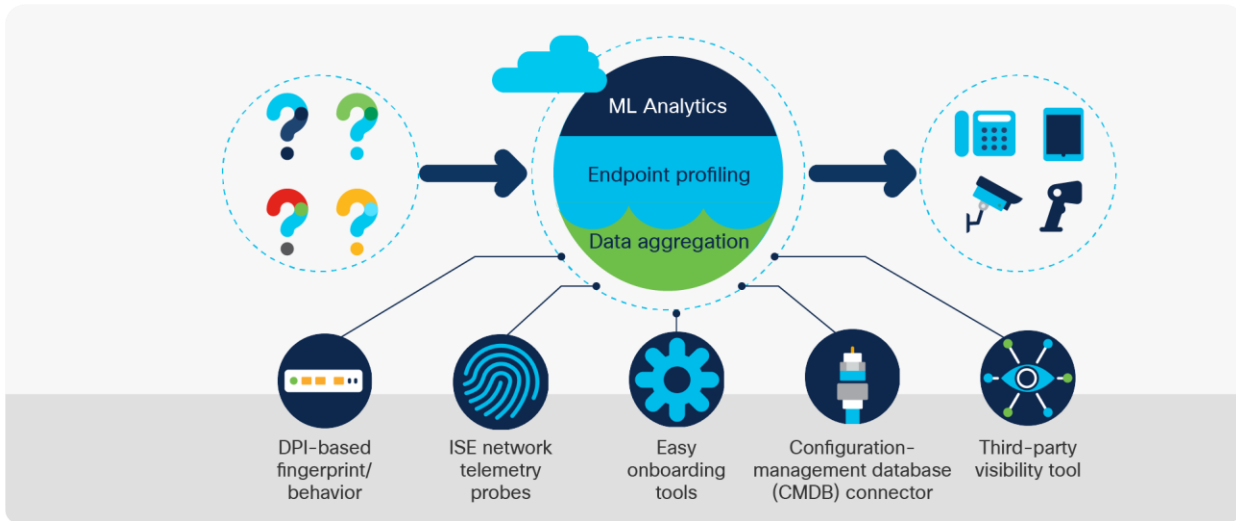 ML Analytics
Endpoint profiling
Data aggregation
DPI-based
fingerprint/
behavior
ISE network
telemetry
probes
Easy
onboarding
tools
Configuration-
management database
(CMDB) connector
Third-party
visibility tool